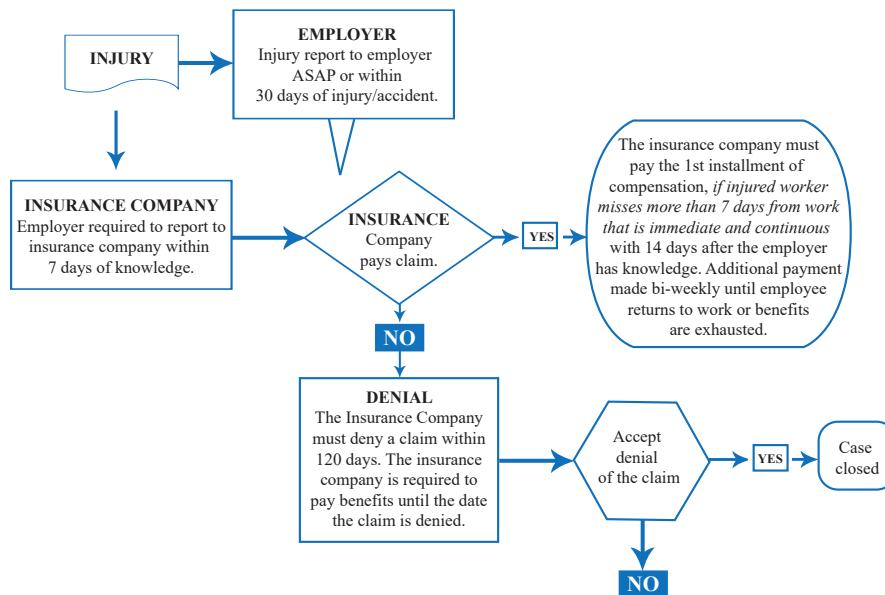 INJURY
EMPLOYER
Injury report to employer
ASAP or within
30 days of injury/accident.
INSURANCE COMPANY
Employer required to report to
insurance company within
7 days of knowledge.
INSURANCE
Company
pays claim.
YES
The insurance company must
pay the 1st installment of
compensation, if injured worker
misses more than 7 days from work
that is immediate and continuous
with 14 days after the employer
has knowledge. Additional payment
made bi-weekly until employee
returns to work or benefits
are exhausted.
NO
DENIAL
The Insurance Company
must deny a claim within
120 days. The insurance
company is required to
pay benefits until the date
the claim is denied.
Accept
denial
of the claim
YES
Case
closed
NO